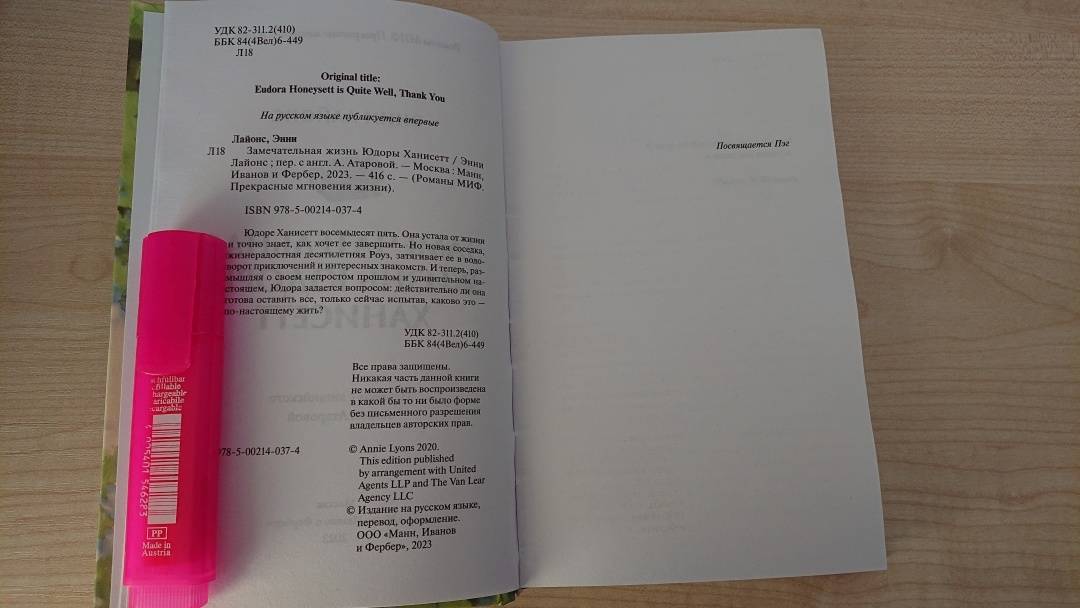 УДК 82-311.2(410)
ББК 84(4Вел)6-449
Л18
Original title:
Eudora Honeysett is Quite Well, Thank You
На русском языке публикуется впервые
Лайонс, Энни
Л18 Замечательная жизнь Юдоры Ханисетт / Энни
Лайонс ; пер. с англ. А. Атаровой. — Москва : Манн,
Иванов и Фербер, 2023. — 416 с. — (Романы МИФ.
Прекрасные мгновения жизни).
ISBN 978-5-00214-037-4
Юдоре Ханисетт восемьдесят пять. Она устала от жизни
и точно знает, как хочет ее завершить. Но новая соседка,
жизнерадостная десятилетняя Роуз, затягивает ее в водо-
ворот приключений и интересных знакомств. И теперь, раз-
мышляя о своем непростом прошлом и удивительном на-
стоящем, Юдора задается вопросом: действительно ли она
готова оставить все, только сейчас испытав, каково это —
по-настоящему жить?
УДК 82-311.2(410)
ББК 84(4Вел)6-449
Все права защищены.
Никакая часть данной книги
не может быть воспроизведена
в какой бы то ни было форме
без письменного разрешения
владельцев авторских прав.
978-5-00214-037-4
© Annie Lyons 2020.
This edition published
by arrangement with United
Agents LLP and The Van Lear
Agency LLC
© Издание на русском языке,
перевод, оформление.
ООО «Манн, Иванов
и Фербер», 2023
Посвящается Пэг
hfüllbar
fillable
hargeable
aricabile
cargable
PP
Made in
Austria